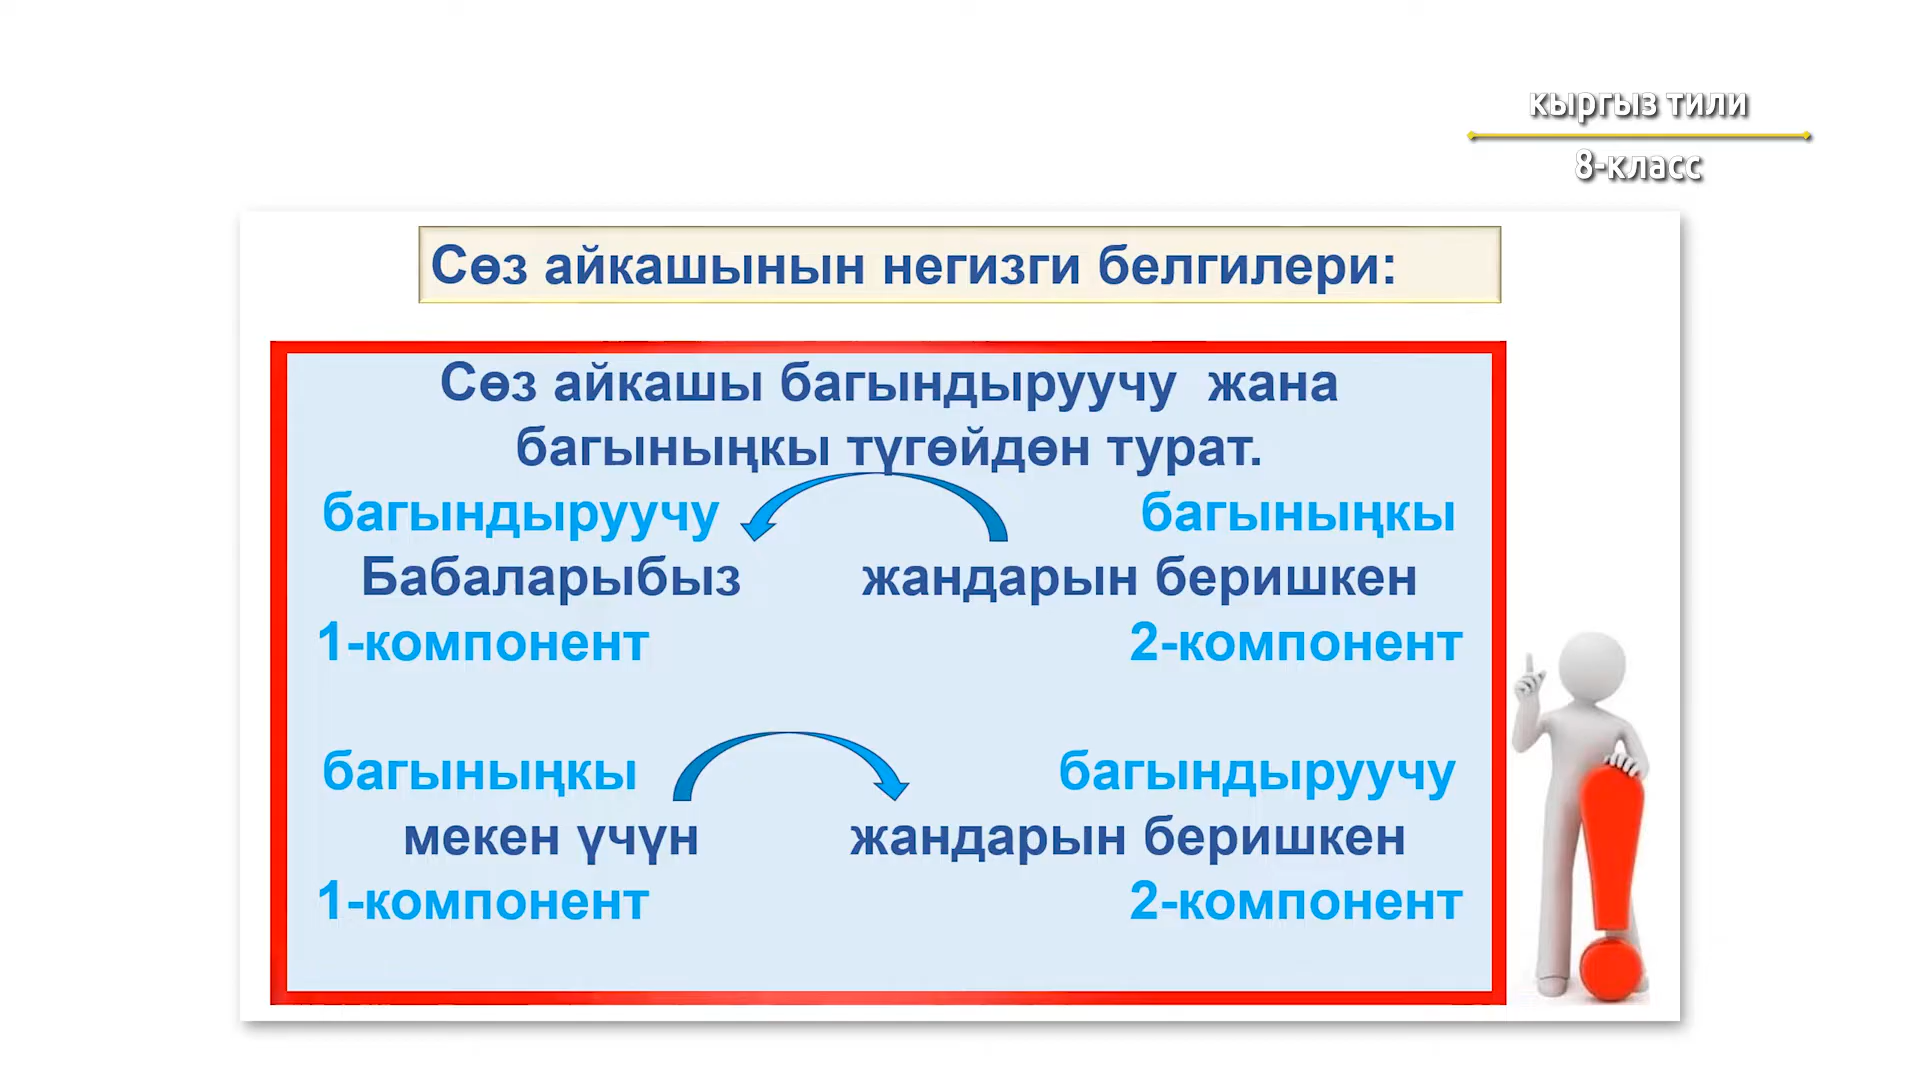 кыргыз тили
8-класс
Сөз айкашынын негизги белгилери:
Сөз айкашы багындыруучу жана
багыныңкы түгөйдөн турат.
багындыруучу багыныңкы
Бабаларыбыз жандарын беришкен
1-компонент 2-компонент
багыныңкы багындыруучу
мекен үчүн жандарын беришкен
1-компонент 2-компонент